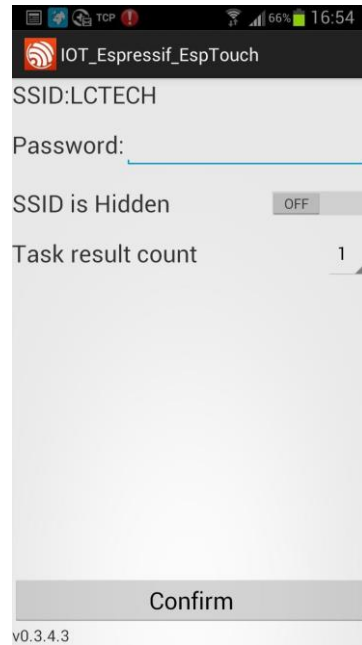 TCP 66% 16:54
IOT_Espressif_EspTouch
SSID:LCTECH
Password:
SSID is Hidden OFF
Task result count 1
Confirm
v0.3.4.3